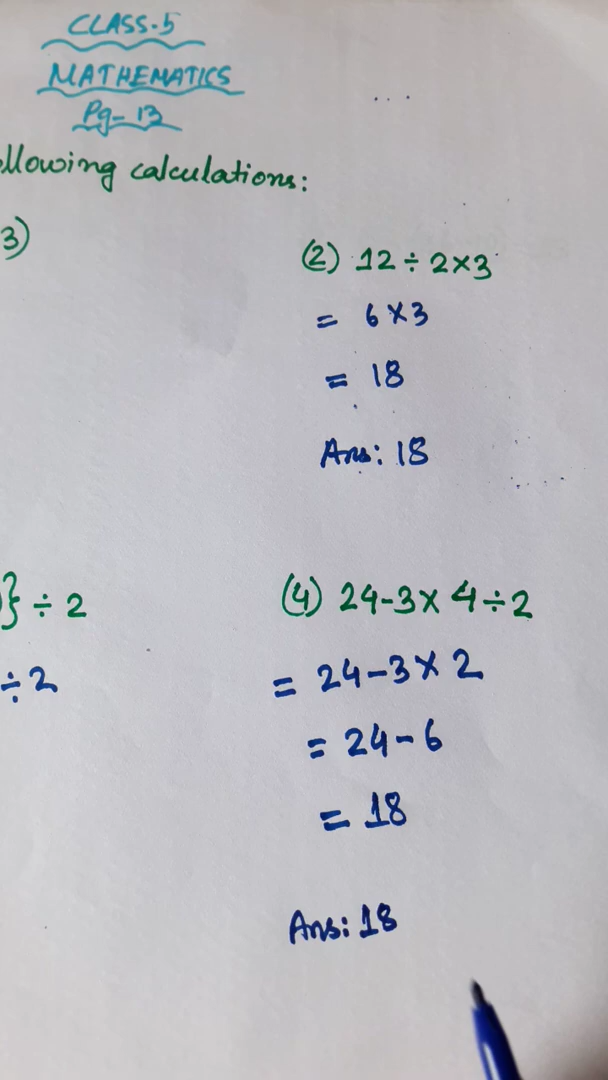 CLASS-5
MATHEMATICS
Pg-13
calculations:
3)
(2) 12÷2×3
= 6×3
= 18
Ans: 18
} ÷ 2
÷2
(4) 24-3×4÷2
= 24-3×2
= 24-6
= 18
Ans: 18